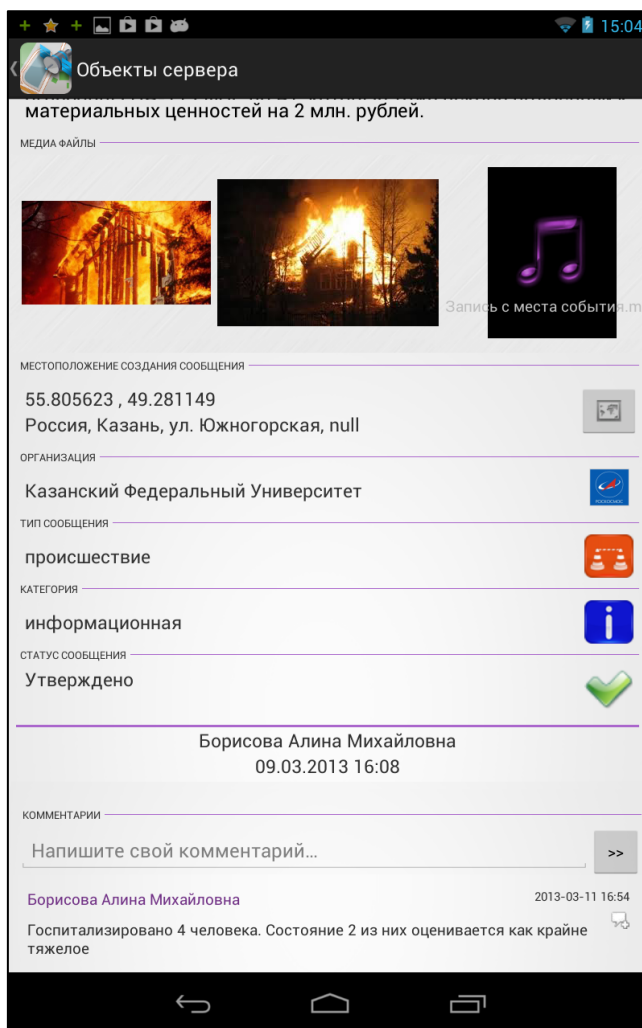 15:04
Объекты сервера
материальных ценностей на 2 млн. рублей.
МЕДИА ФАЙЛЫ
Запись с места события.m
МЕСТОПОЛОЖЕНИЕ СОЗДАНИЯ СООБЩЕНИЯ
55.805623 , 49.281149
Россия, Казань, ул. Южногорская, null
ОРГАНИЗАЦИЯ
Казанский Федеральный Университет
РОСКОСМОС
ТИП СООБЩЕНИЯ
происшествие
КАТЕГОРИЯ
информационная
i
СТАТУС СООБЩЕНИЯ
Утверждено
Борисова Алина Михайловна
09.03.2013 16:08
КОММЕНТАРИИ
Напишите свой комментарий...
>>
Борисова Алина Михайловна
2013-03-11 16:54
Госпитализировано 4 человека. Состояние 2 из них оценивается как крайне
тяжелое